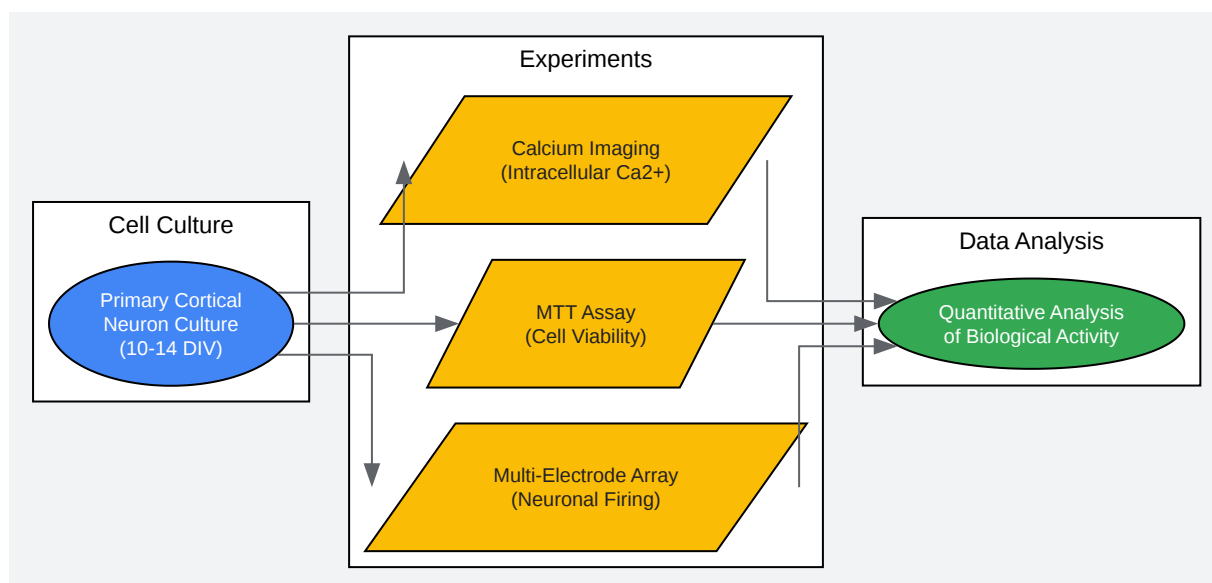 Cell Culture
Primary Cortical
Neuron Culture
(10-14 DIV)
Experiments
Calcium Imaging
(Intracellular Ca2+)
MTT Assay
(Cell Viability)
Multi-Electrode Array
(Neuronal Firing)
Data Analysis
Quantitative Analysis
of Biological Activity